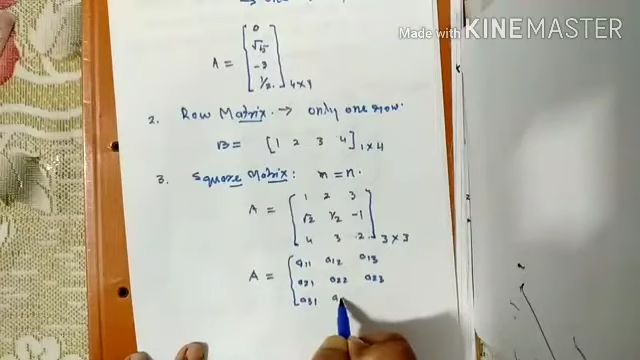 Made with KINEMASTER
A = [ 0
√15
-3
1/2 ]
2. Row Matrix → only one row.
B = [ 1 2 3 4 ] 1×4
3. Square Matrix : m = n.
A = [ 1 2 3
√2 1/2 -1
4 3 2 ] 3×3
A = [ a11 a12 a13
a21 a22 a23
a31 a